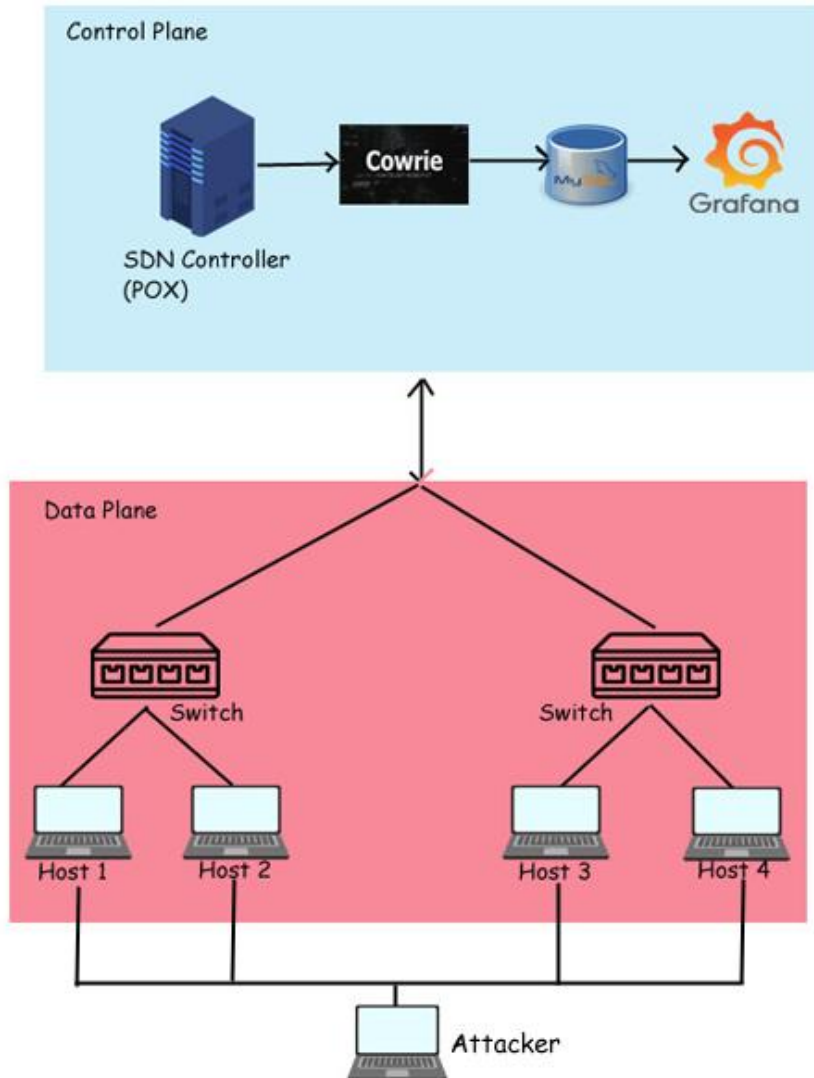 Control Plane
Cowrie
My
Grafana
SDN Controller
(POX)
Data Plane
Switch
Switch
Host 1
Host 2
Host 3
Host 4
Attacker